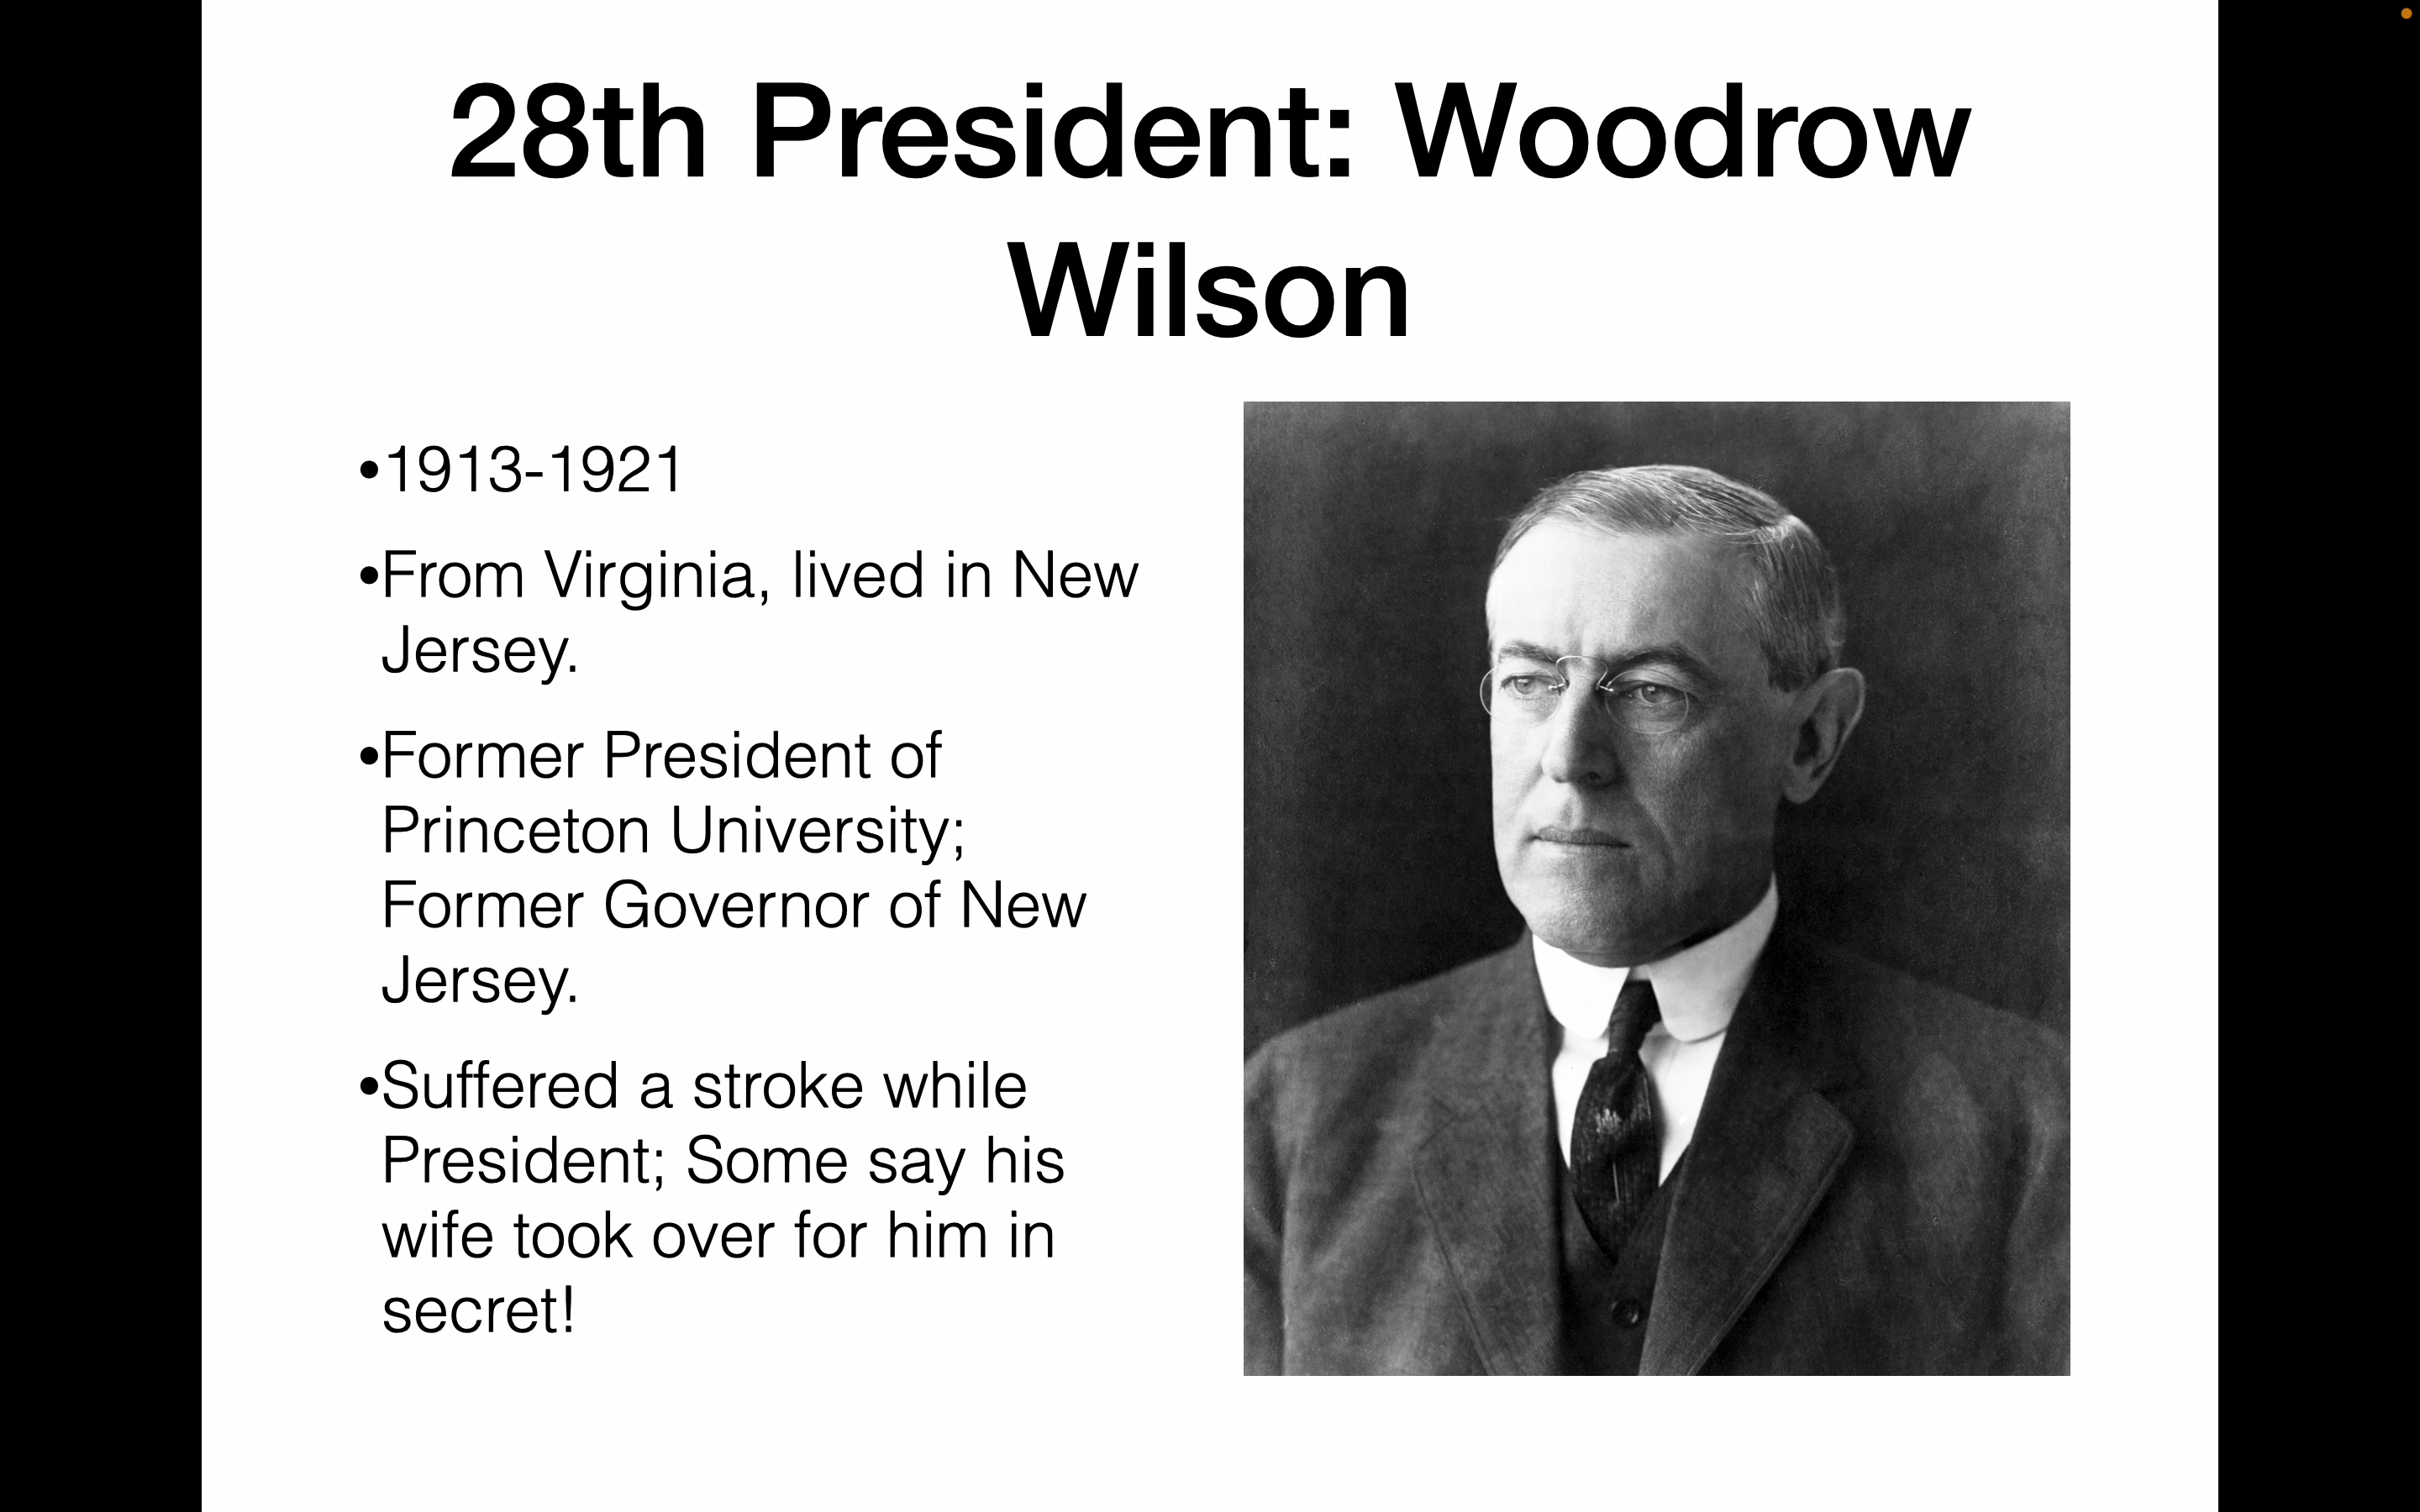 28th President: Woodrow
Wilson
•1913-1921
•From Virginia, lived in New
Jersey.
•Former President of
Princeton University;
Former Governor of New
Jersey.
•Suffered a stroke while
President; Some say his
wife took over for him in
secret!